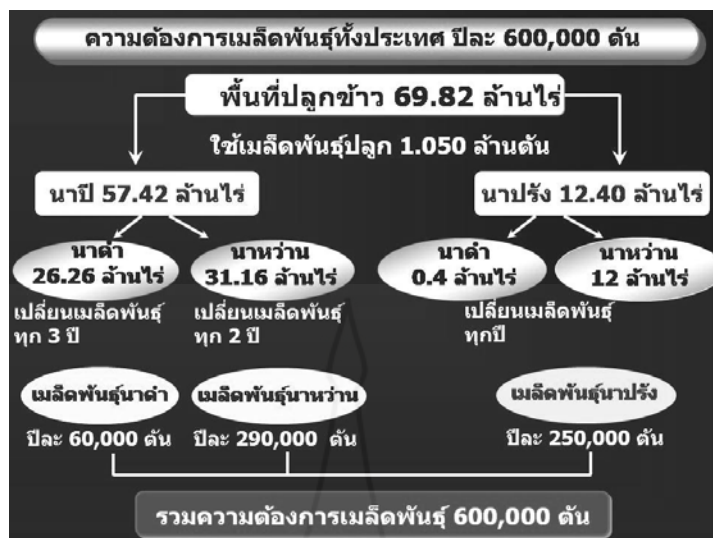 ความต้องการเมล็ดพันธุ์ทั้งประเทศ ปีละ 600,000 ตัน
พื้นที่ปลูกข้าว 69.82 ล้านไร่
ใช้เมล็ดพันธุ์ปลูก 1.050 ล้านตัน
นาปี 57.42 ล้านไร่
นาปรัง 12.40 ล้านไร่
นาดำ
26.26 ล้านไร่
นาหว่าน
31.16 ล้านไร่
นาดำ
0.4 ล้านไร่
นาหว่าน
12 ล้านไร่
เปลี่ยนเมล็ดพันธุ์
ทุก 3 ปี
เปลี่ยนเมล็ดพันธุ์
ทุก 2 ปี
เปลี่ยนเมล็ดพันธุ์
ทุกปี
เมล็ดพันธุ์นาดำ
เมล็ดพันธุ์นาหว่าน
เมล็ดพันธุ์นาปรัง
ปีละ 60,000 ตัน
ปีละ 290,000 ตัน
ปีละ 250,000 ตัน
รวมความต้องการเมล็ดพันธุ์ 600,000 ตัน